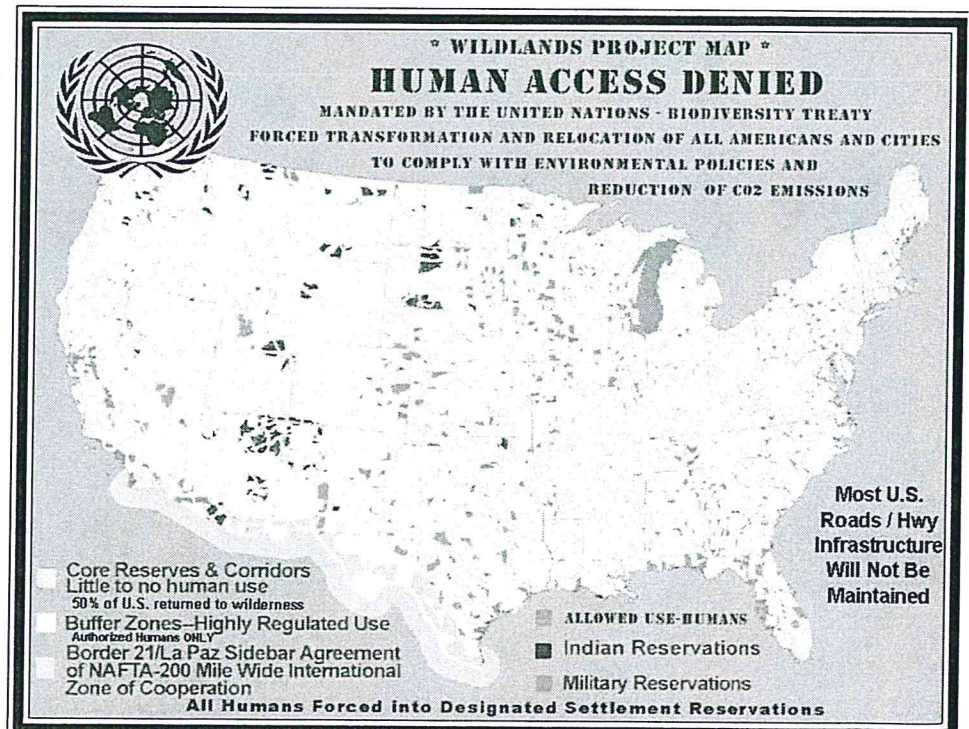 * WILDLANDS PROJECT MAP *
HUMAN ACCESS DENIED
MANDATED BY THE UNITED NATIONS - BIODIVERSITY TREATY
FORCED TRANSFORMATION AND RELOCATION OF ALL AMERICANS AND CITIES
TO COMPLY WITH ENVIRONMENTAL POLICIES AND
REDUCTION OF CO2 EMISSIONS
Most U.S.
Roads / Hwy
Infrastructure
Will Not Be
Maintained
Core Reserves & Corridors
Little to no human use
50% of U.S. returned to wilderness
Buffer Zones--Highly Regulated Use
Authorized Humans ONLY
Border 21/La Paz Sidebar Agreement
of NAFTA-200 Mile Wide International
Zone of Cooperation
ALLOWED USE-HUMANS
Indian Reservations
Military Reservations
All Humans Forced into Designated Settlement Reservations